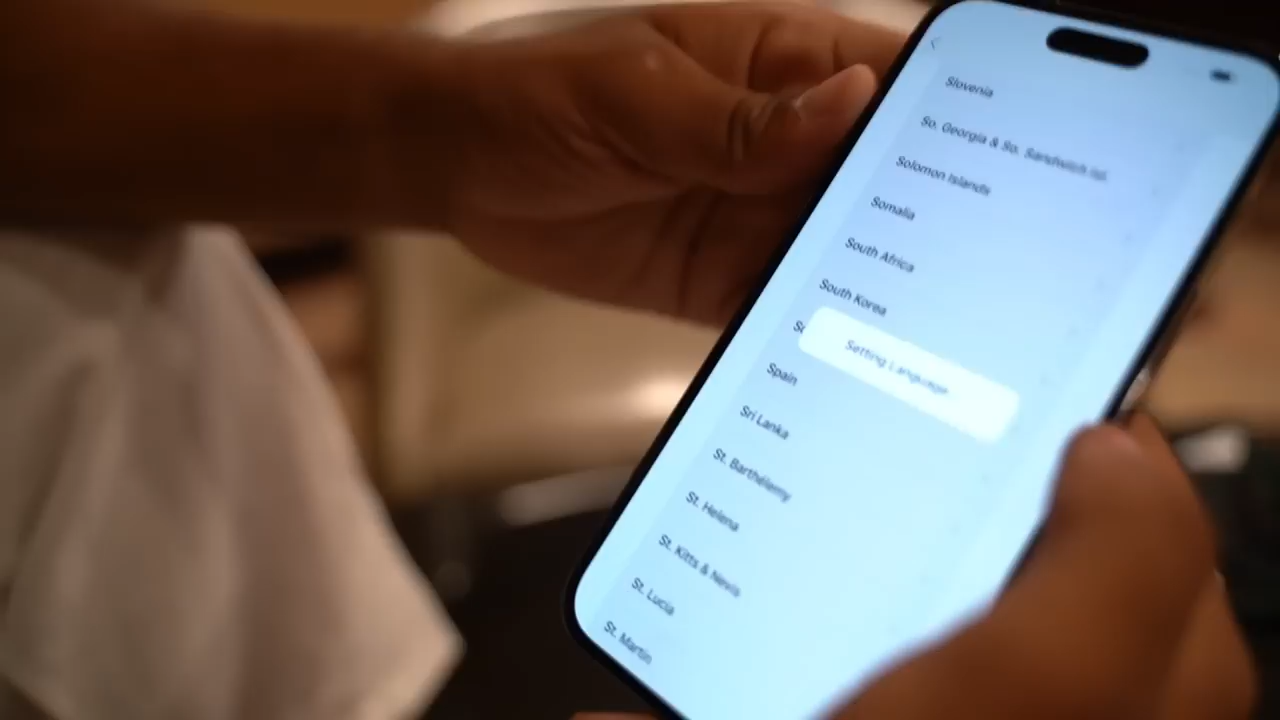 Slovenia
So. Georgia & So. Sandwich Isl.
Solomon Islands
Somalia
South Africa
South Korea
Setting Language
Spain
Sri Lanka
St. Barthélemy
St. Helena
St. Kitts & Nevis
St. Lucia
St. Martin